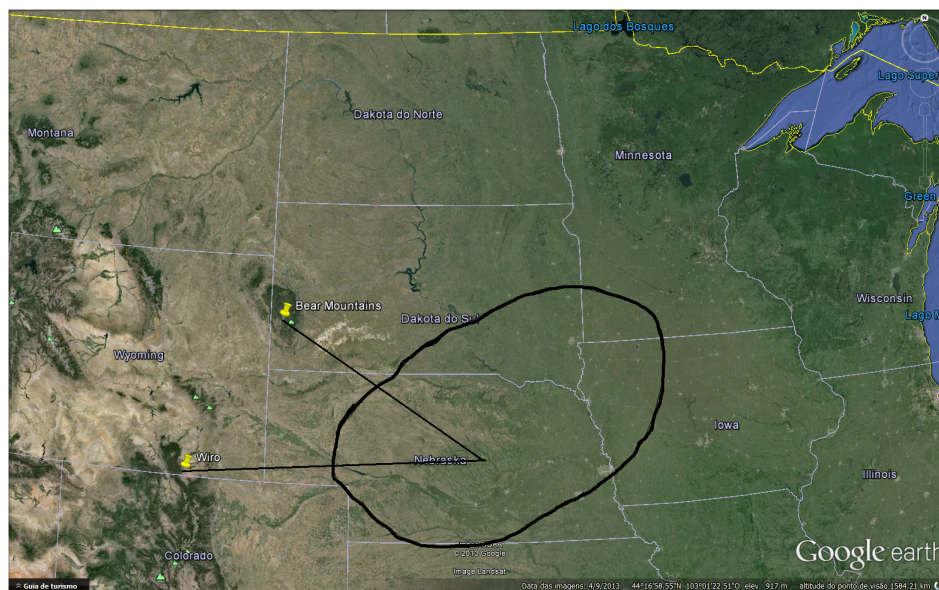 Lago dos Bosques
Lago Super
Dakota do Norte
Montana
Minnesota
Green
Bear Mountains
Wisconsin
Dakota do Sul
Lago M
Wyoming
Iowa
Wiro
Nebraska
Illinois
Colorado
© 2013 Google
Image Landsat
Google earth
Guia de turismo
Data das imagens: 4/9/2013 44°16'58.55"N 103°01'22.51"O elev 917 m altitude do ponto de visão 1584.21